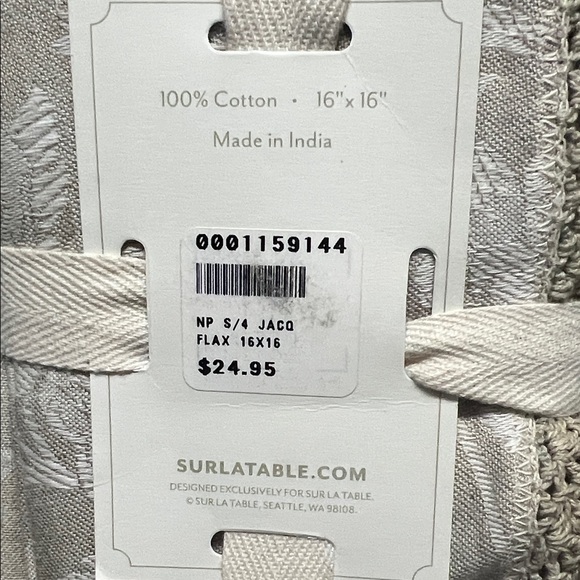 100% Cotton • 16" x 16"
Made in India
0001159144
NP S/4 JACQ
FLAX 16X16
$24.95
SURLATABLE.COM
DESIGNED EXCLUSIVELY FOR SUR LA TABLE.
© SUR LA TABLE, SEATTLE, WA 98108.